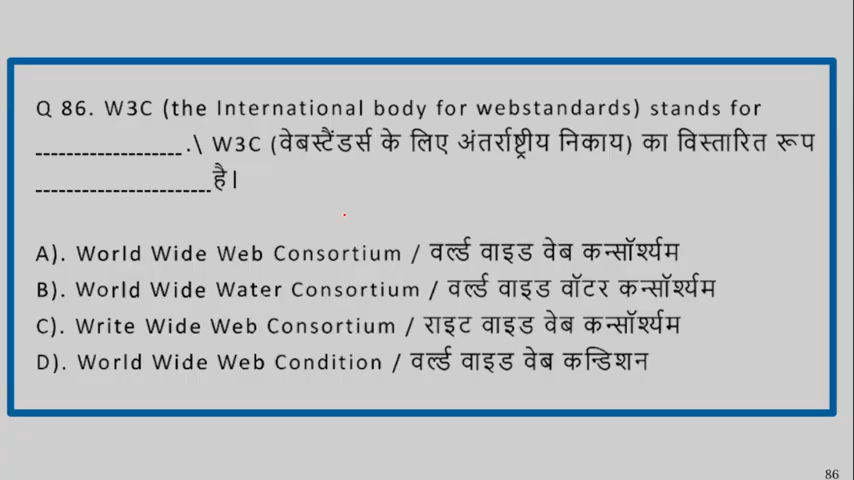 Q 86. W3C (the International body for webstandards) stands for
___________________.\ W3C (वेबस्टैंडर्स के लिए अंतर्राष्ट्रीय निकाय) का विस्तारित रूप
_______________________है।
A). World Wide Web Consortium / वर्ल्ड वाइड वेब कन्सॉर्श्यम
B). World Wide Water Consortium / वर्ल्ड वाइड वॉटर कन्सॉर्श्यम
C). Write Wide Web Consortium / राइट वाइड वेब कन्सॉर्श्यम
D). World Wide Web Condition / वर्ल्ड वाइड वेब कन्डिशन
86